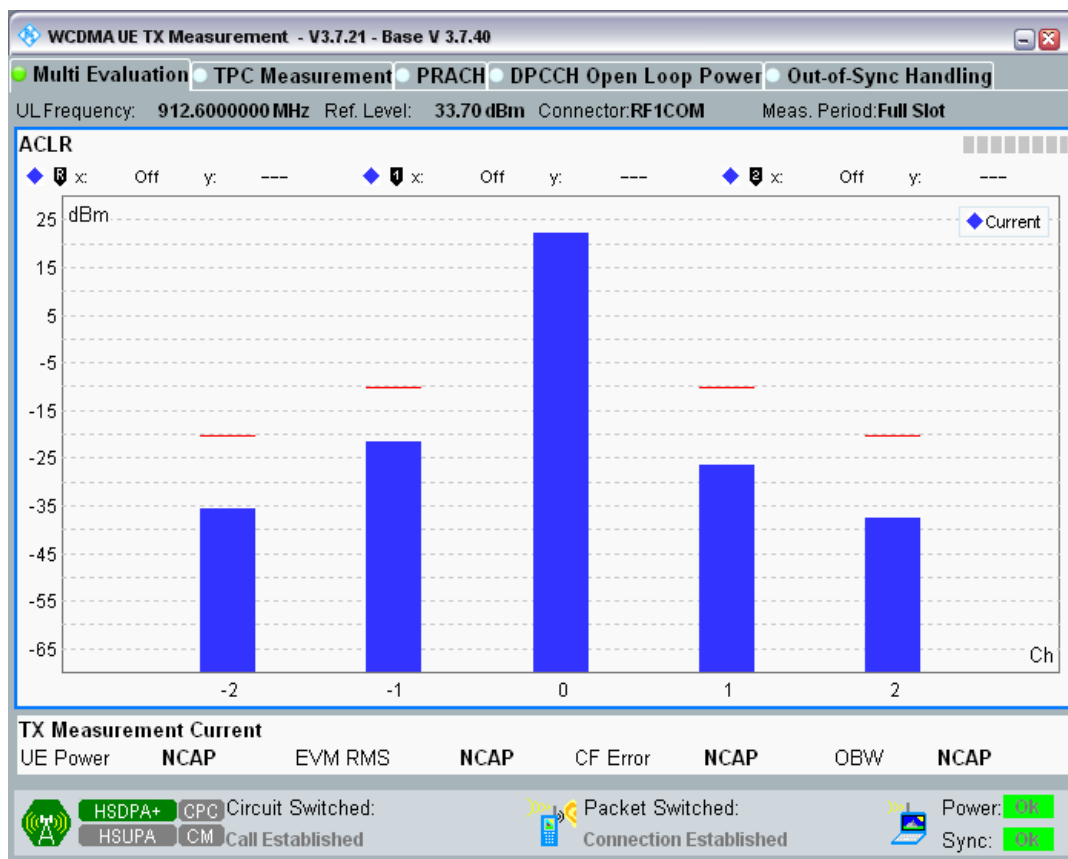 WCDMA UE TX Measurement - V3.7.21 - Base V 3.7.40
Multi Evaluation TPC Measurement PRACH DPCCH Open Loop Power Out-of-Sync Handling
UL Frequency: 912.6000000 MHz Ref. Level: 33.70 dBm Connector:RF1COM Meas. Period:Full Slot
ACLR
R x: Off y: --- 1 x: Off y: --- 2 x: Off y: ---
dBm
Current
25
15
5
-5
-15
-25
-35
-45
-55
-65
Ch
-2 -1 0 1 2
TX Measurement Current
UE Power NCAP EVM RMS NCAP CF Error NCAP OBW NCAP
HSDPA+ CPC Circuit Switched: Packet Switched: Power: Ok
HSUPA CM Call Established Connection Established Sync: Ok